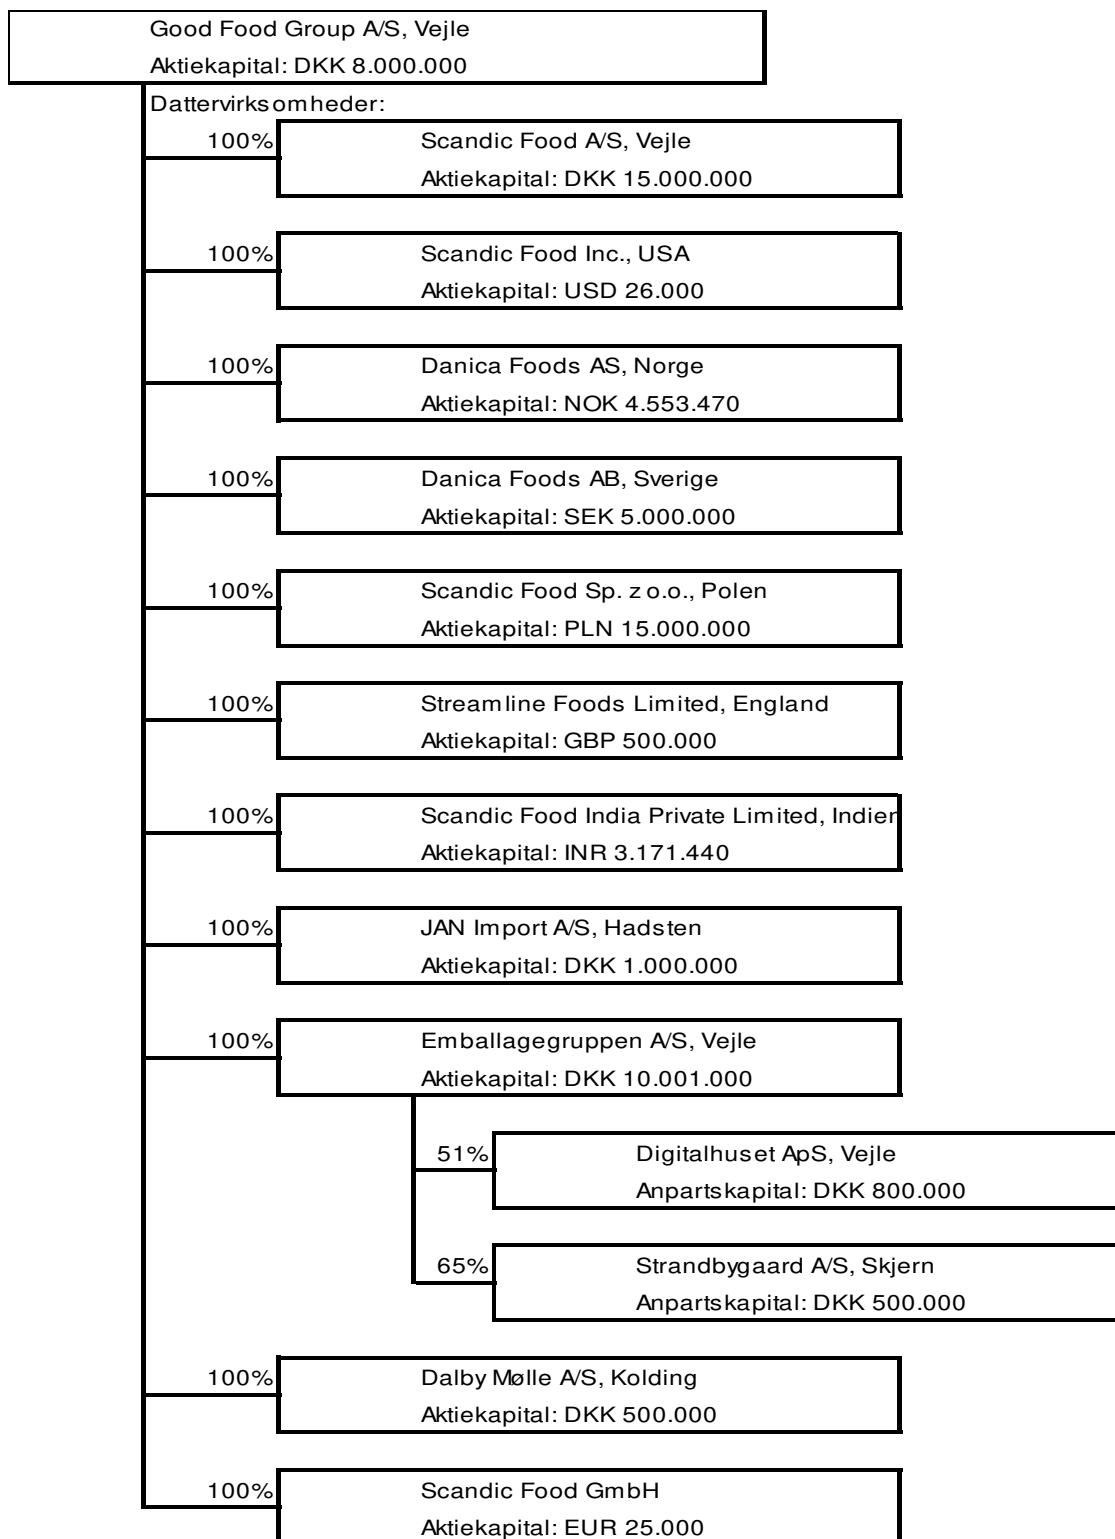 Good Food Group A/S, Vejle
Aktiekapital: DKK 8.000.000
Dattervirksomheder:
100%
Scandic Food A/S, Vejle
Aktiekapital: DKK 15.000.000
100%
Scandic Food Inc., USA
Aktiekapital: USD 26.000
100%
Danica Foods AS, Norge
Aktiekapital: NOK 4.553.470
100%
Danica Foods AB, Sverige
Aktiekapital: SEK 5.000.000
100%
Scandic Food Sp. z o.o., Polen
Aktiekapital: PLN 15.000.000
100%
Streamline Foods Limited, England
Aktiekapital: GBP 500.000
100%
Scandic Food India Private Limited, Indien
Aktiekapital: INR 3.171.440
100%
JAN Import A/S, Hadsten
Aktiekapital: DKK 1.000.000
100%
Emballagegruppen A/S, Vejle
Aktiekapital: DKK 10.001.000
51%
Digitalhuset ApS, Vejle
Anpartskapital: DKK 800.000
65%
Strandbygaard A/S, Skjern
Anpartskapital: DKK 500.000
100%
Dalby Mølle A/S, Kolding
Aktiekapital: DKK 500.000
100%
Scandic Food GmbH
Aktiekapital: EUR 25.000